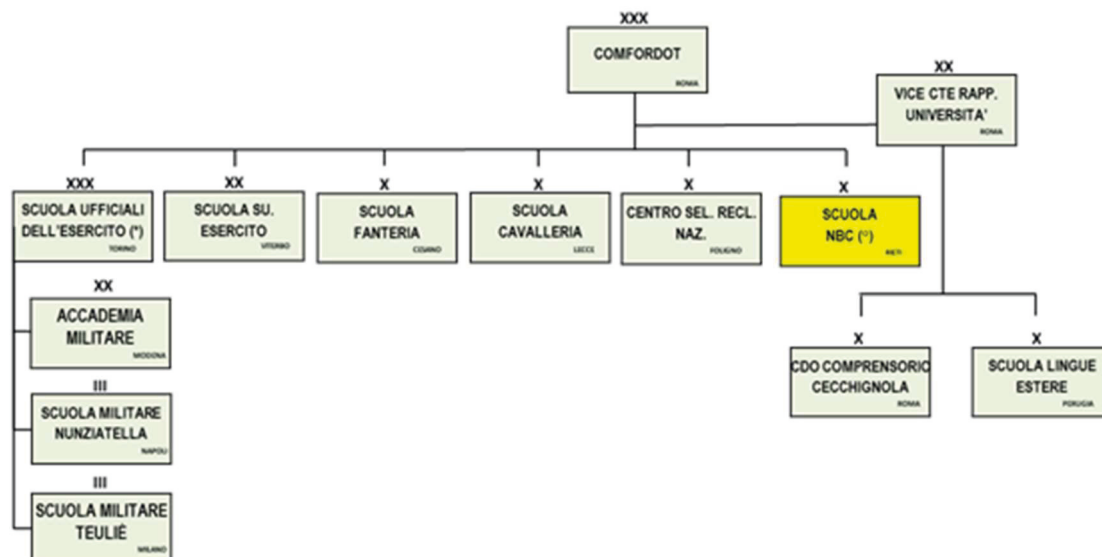 XXX
COMFORDOT
ROMA
XX
VICE CTE RAPP.
UNIVERSITA'
ROMA
XXX
SCUOLA UFFICIALI
DELL'ESERCITO (*)
TORINO
XX
SCUOLA SU.
ESERCITO
VITERBO
X
SCUOLA
FANTERIA
CESANO
X
SCUOLA
CAVALLERIA
LECCE
X
CENTRO SEL. RECL.
NAZ.
FOLIGNO
X
SCUOLA
NBC (°)
RIETI
XX
ACCADEMIA
MILITARE
MODENA
III
SCUOLA MILITARE
NUNZIATELLA
NAPOLI
III
SCUOLA MILITARE
TEULIÈ
MILANO
X
CDO COMPRENSORIO
CECCHIGNOLA
ROMA
X
SCUOLA LINGUE
ESTERE
PERUGIA